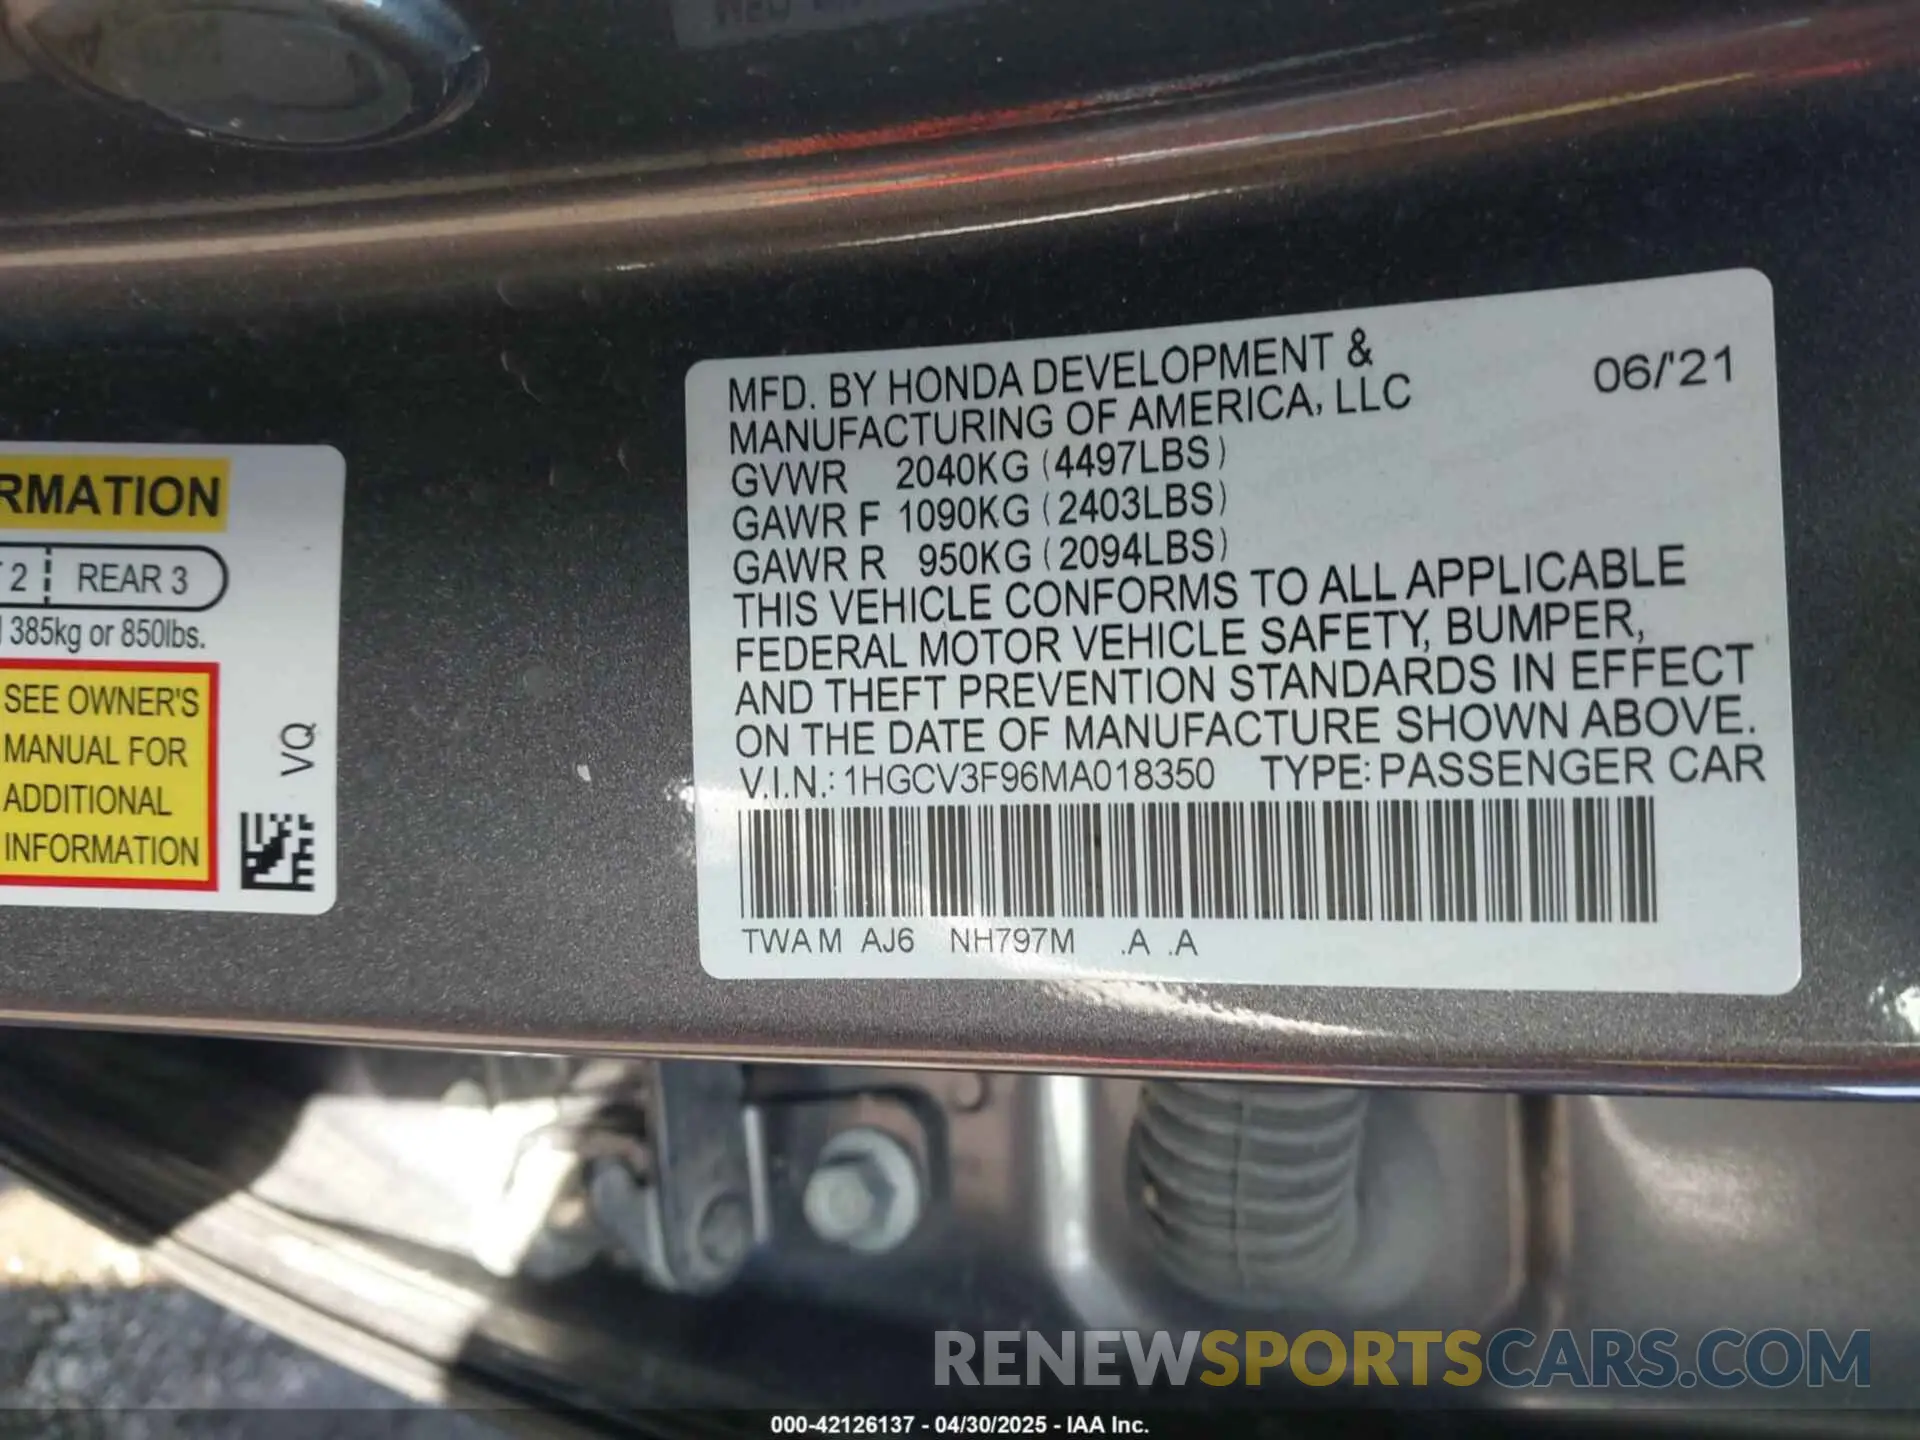 RMATION
2 REAR 3
385kg or 850lbs.
SEE OWNER'S
MANUAL FOR
ADDITIONAL
INFORMATION
VQ
MFD. BY HONDA DEVELOPMENT &
MANUFACTURING OF AMERICA, LLC
06/'21
GVWR 2040KG (4497LBS)
GAWR F 1090KG (2403LBS)
GAWR R 950KG (2094LBS)
THIS VEHICLE CONFORMS TO ALL APPLICABLE
FEDERAL MOTOR VEHICLE SAFETY, BUMPER,
AND THEFT PREVENTION STANDARDS IN EFFECT
ON THE DATE OF MANUFACTURE SHOWN ABOVE.
V.I.N.: 1HGCV3F96MA018350 TYPE: PASSENGER CAR
TWAM AJ6 NH797M .A .A
RENEWSPORTSCARS.COM
000-42126137 - 04/30/2025 - IAA Inc.